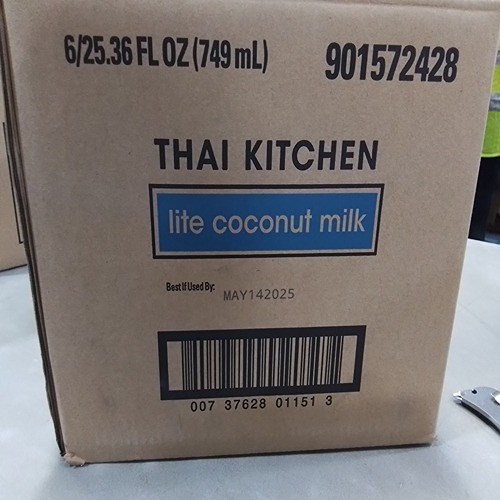 6/25.36 FL OZ (749 mL) 901572428
THAI KITCHEN
lite coconut milk
Best If Used By: MAY142025
007 37628 01151 3